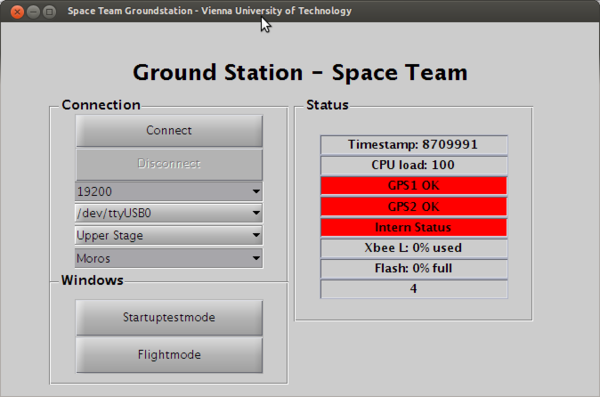 Space Team Groundstation - Vienna University of Technology
Ground Station - Space Team
Connection
Connect
Disconnect
19200
/dev/ttyUSB0
Upper Stage
Moros
Windows
Startuptestmode
Flightmode
Status
Timestamp: 8709991
CPU load: 100
GPS1 OK
GPS2 OK
Intern Status
Xbee L: 0% used
Flash: 0% full
4